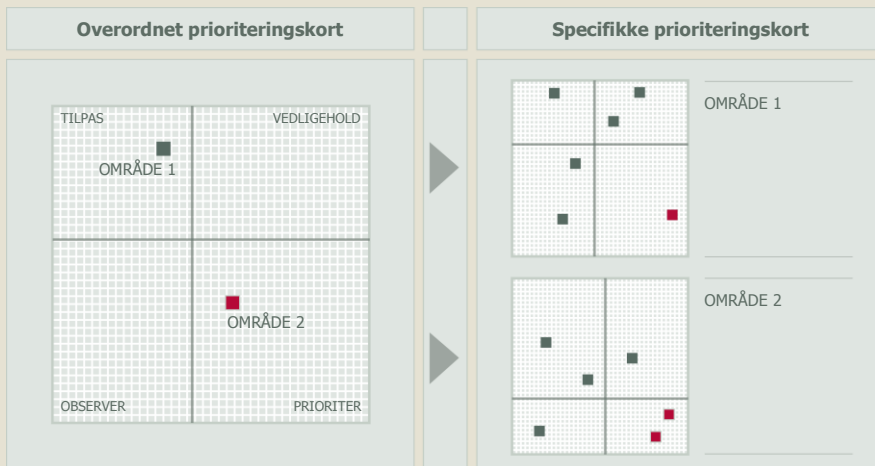 Overordnet prioriteringskort
Specifikke prioriteringskort
TILPAS
VEDLIGEHOLD
OMRÅDE 1
OMRÅDE 2
OBSERVER
PRIORITER
OMRÅDE 1
OMRÅDE 2